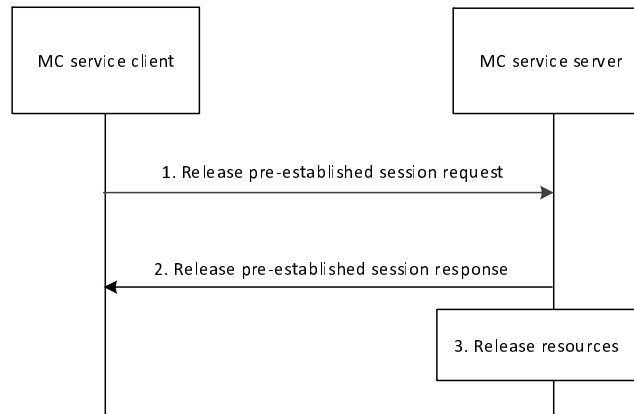 MC service client
MC service server
1. Release pre-established session request
2. Release pre-established session response
3. Release resources